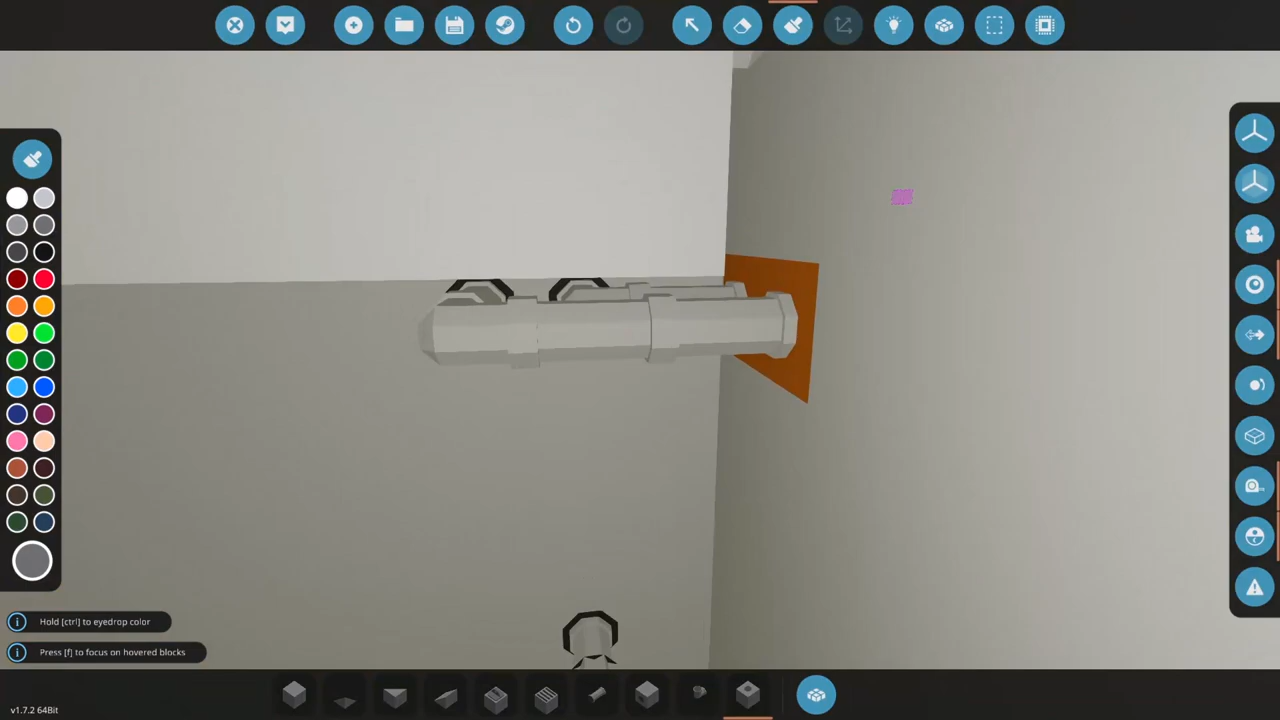 Hold [ctrl] to eyedrop color
Press [f] to focus on hovered blocks
v1.7.2 64Bit